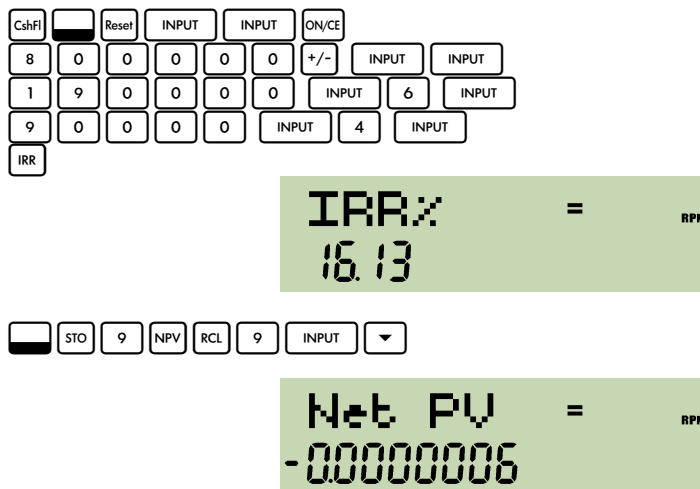 CshFl Reset INPUT INPUT ON/CE
8 0 0 0 0 0 +/- INPUT INPUT
1 9 0 0 0 0 INPUT 6 INPUT
9 0 0 0 0 INPUT 4 INPUT
IRR
IRR% =
RPN
16.13
STO 9 NPV RCL 9 INPUT
Net PV =
RPN
-0.0000006